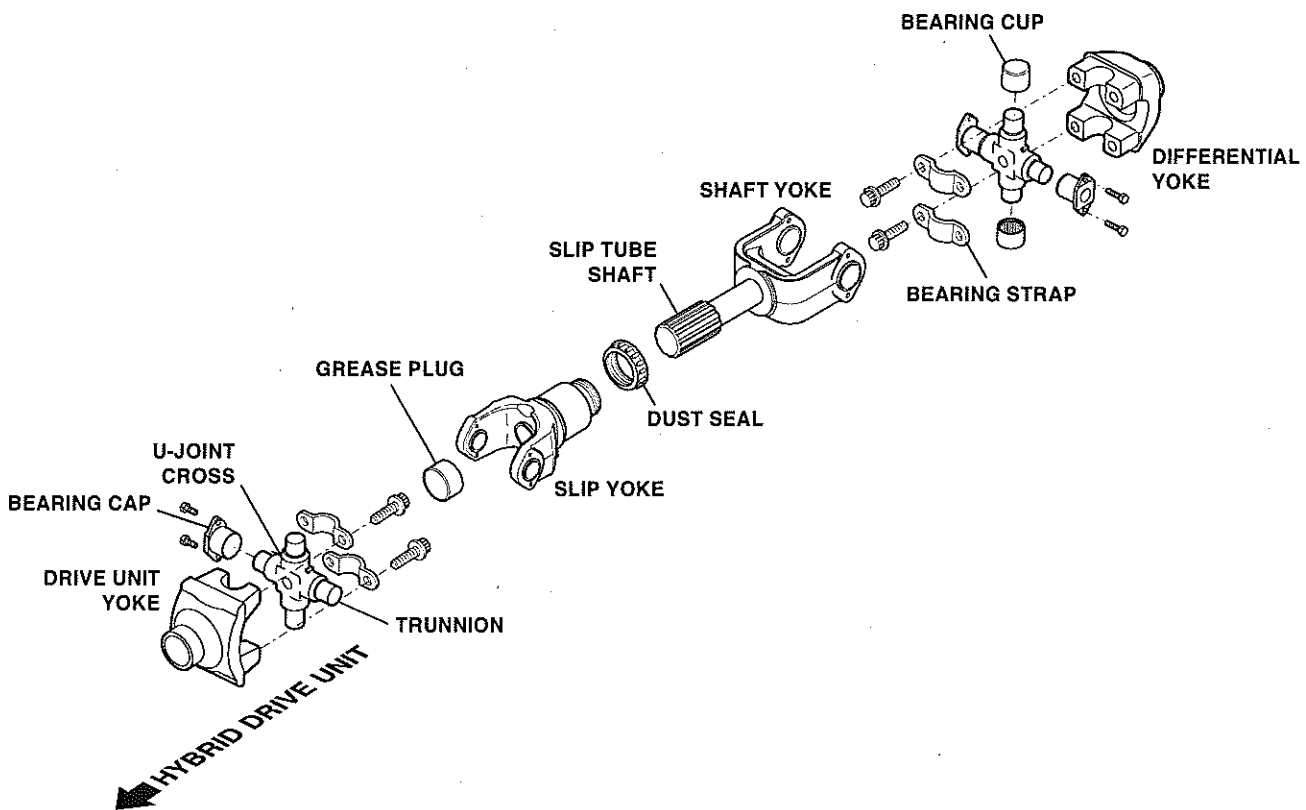 BEARING CUP
DIFFERENTIAL
YOKE
SHAFT YOKE
SLIP TUBE
SHAFT
BEARING STRAP
GREASE PLUG
DUST SEAL
U-JOINT
CROSS
SLIP YOKE
BEARING CAP
DRIVE UNIT
YOKE
TRUNNION
HYBRID DRIVE UNIT